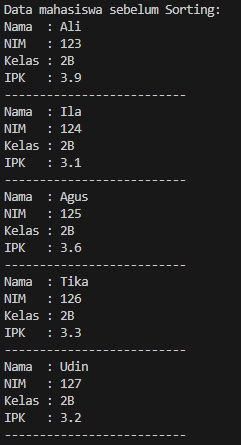 Data mahasiswa sebelum Sorting:
Nama  : Ali
NIM   : 123
Kelas : 2B
IPK   : 3.9
--------------------------
Nama  : Ila
NIM   : 124
Kelas : 2B
IPK   : 3.1
--------------------------
Nama  : Agus
NIM   : 125
Kelas : 2B
IPK   : 3.6
--------------------------
Nama  : Tika
NIM   : 126
Kelas : 2B
IPK   : 3.3
--------------------------
Nama  : Udin
NIM   : 127
Kelas : 2B
IPK   : 3.2
--------------------------